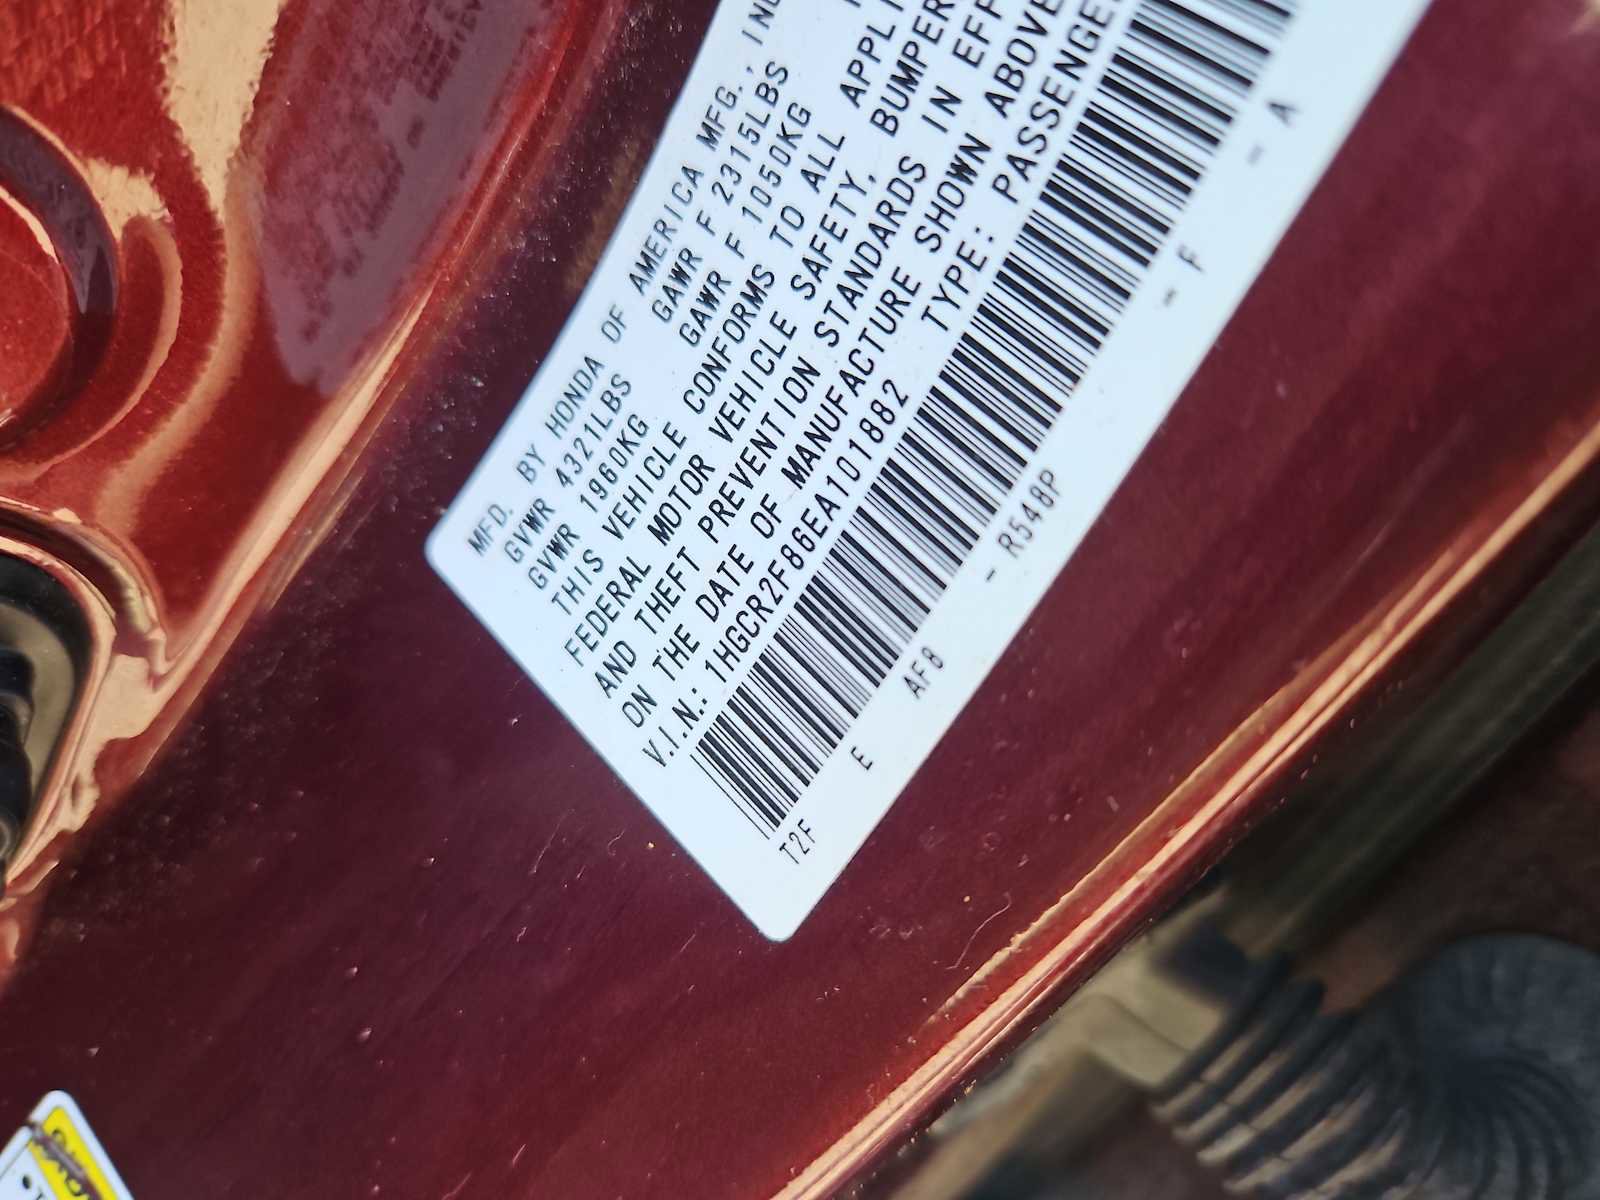 MFD. BY HONDA OF AMERICA MFG., INC
GVWR 4321LBS GAWR F 2315LBS
GVWR 1960KG GAWR F 1050KG
THIS VEHICLE CONFORMS TO ALL APPLI
FEDERAL MOTOR VEHICLE SAFETY, BUMPER
AND THEFT PREVENTION STANDARDS IN EFF
ON THE DATE OF MANUFACTURE SHOWN ABOVE
V.I.N.: 1HGCR2F86EA101882 TYPE: PASSENGE
T2F E AF8 - R548P - F - A